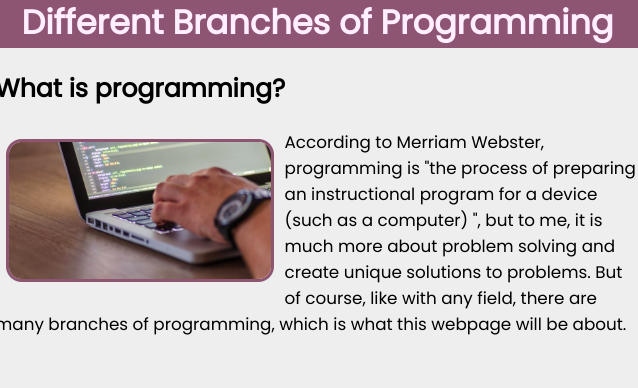 Different Branches of Programming
What is programming?
According to Merriam Webster,
programming is "the process of preparing
an instructional program for a device
(such as a computer) ", but to me, it is
much more about problem solving and
create unique solutions to problems. But
of course, like with any field, there are
many branches of programming, which is what this webpage will be about.